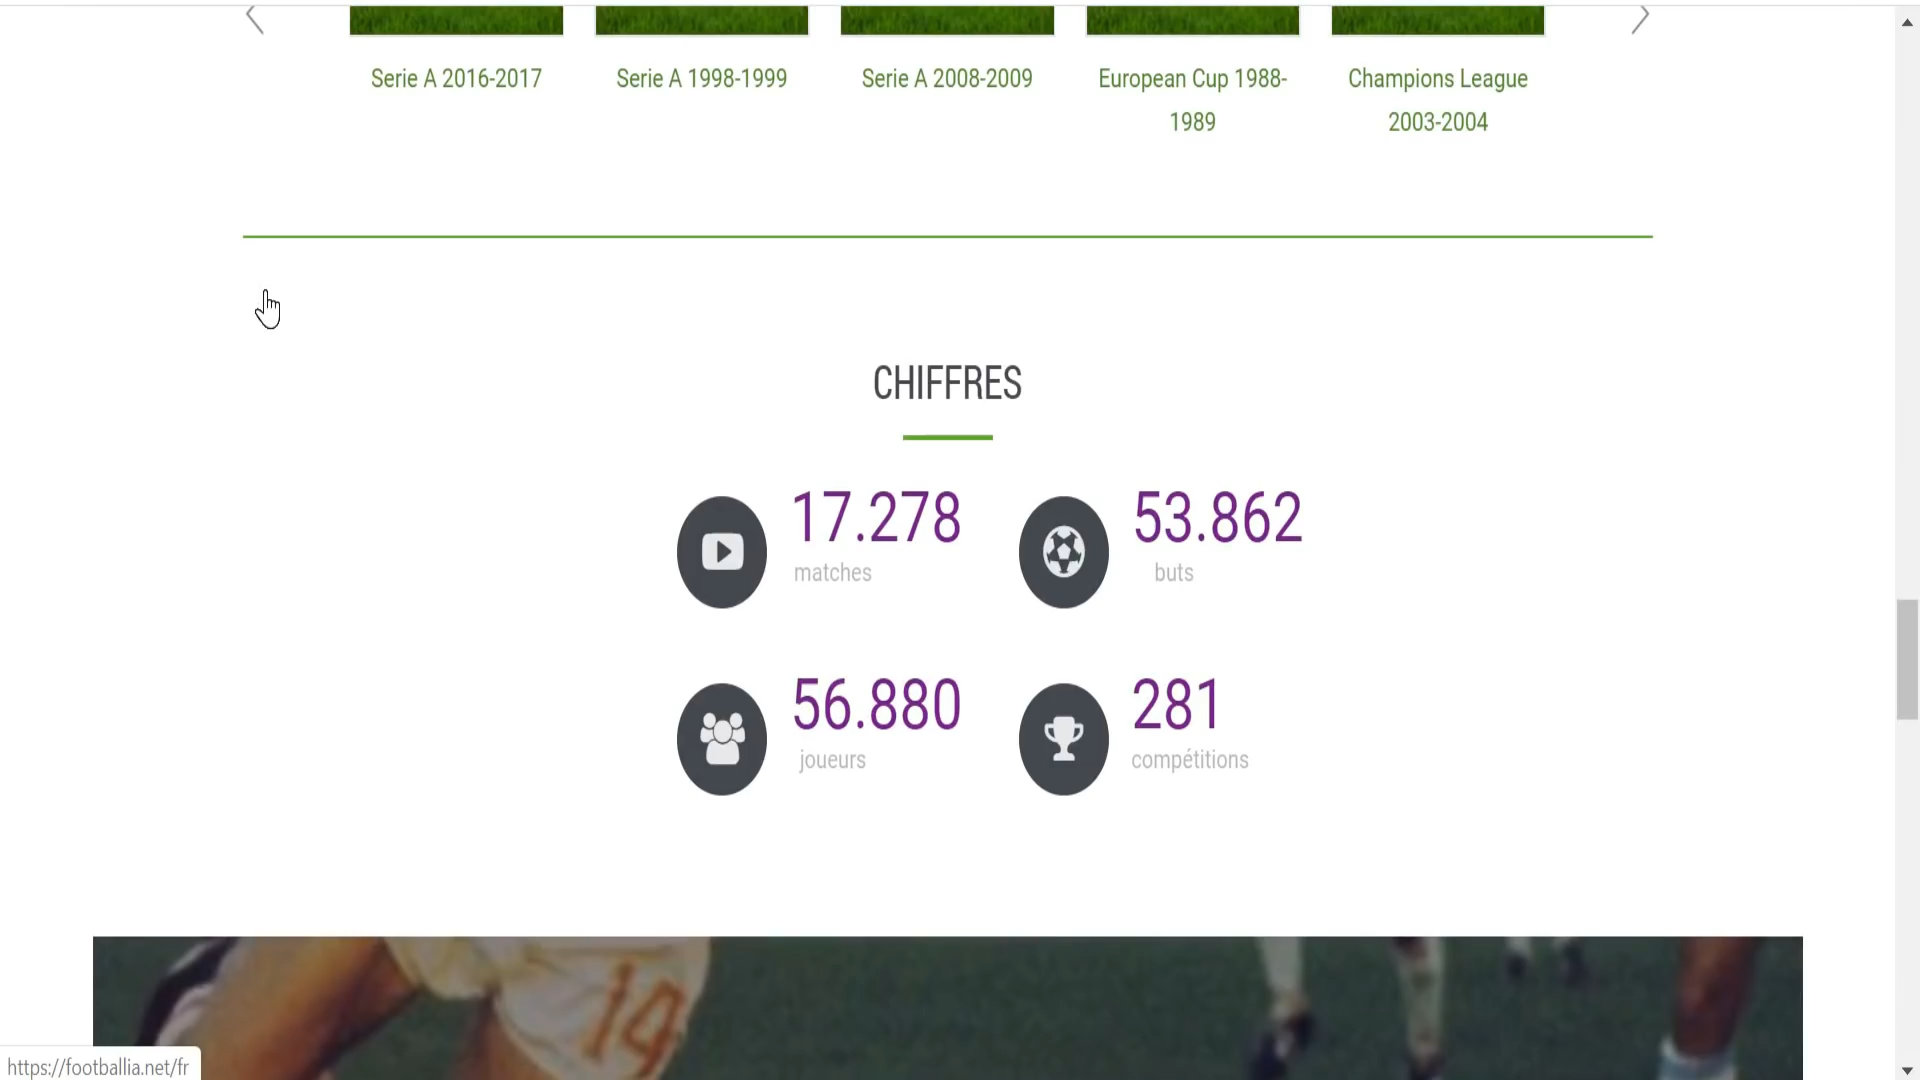 Serie A 2016-2017
Serie A 1998-1999
Serie A 2008-2009
European Cup 1988-
1989
Champions League
2003-2004
CHIFFRES
17.278
matches
53.862
buts
56.880
joueurs
281
compétitions
14
https://footballia.net/fr